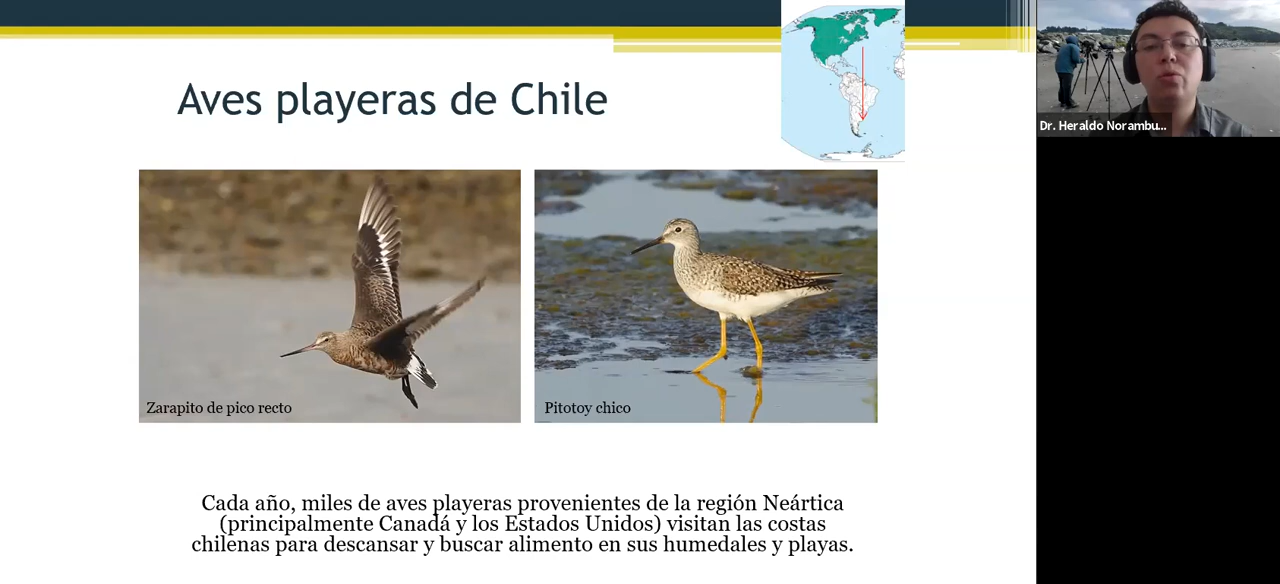 Aves playeras de Chile
Dr. Heraldo Norambu...
Zarapito de pico recto
Pitotoy chico
Cada año, miles de aves playeras provenientes de la región Neártica
(principalmente Canadá y los Estados Unidos) visitan las costas
chilenas para descansar y buscar alimento en sus humedales y playas.